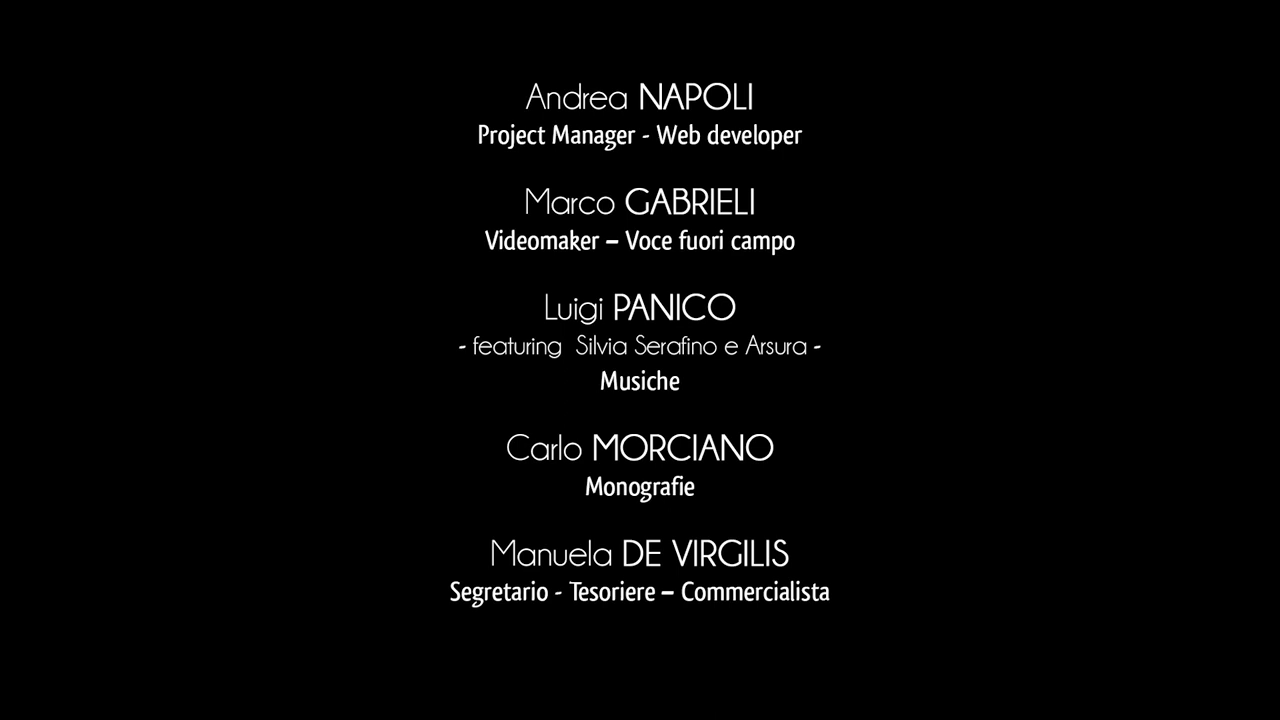 Andrea NAPOLI
Project Manager - Web developer
Marco GABRIELI
Videomaker – Voce fuori campo
Luigi PANICO
- featuring Silvia Serafino e Arsura -
Musiche
Carlo MORCIANO
Monografie
Manuela DE VIRGILIS
Segretario - Tesoriere – Commercialista